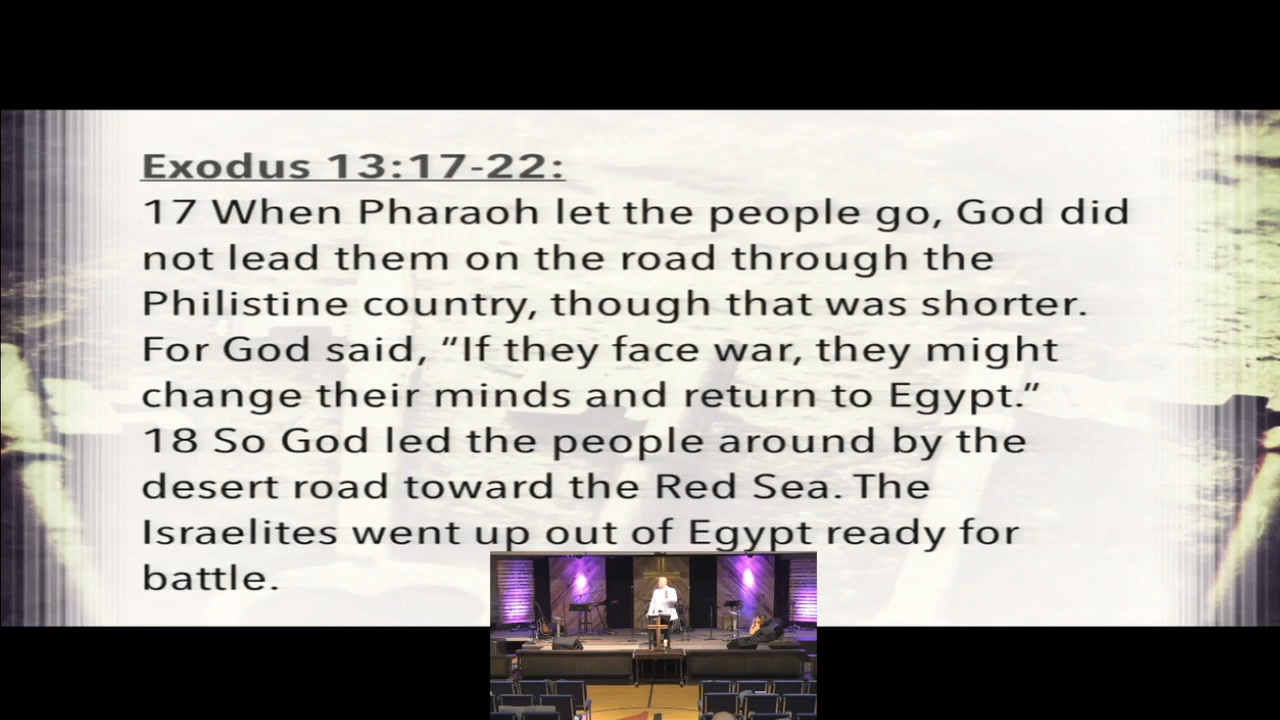 Exodus 13:17-22:
17 When Pharaoh let the people go, God did
not lead them on the road through the
Philistine country, though that was shorter.
For God said, “If they face war, they might
change their minds and return to Egypt.”
18 So God led the people around by the
desert road toward the Red Sea. The
Israelites went up out of Egypt ready for
battle.